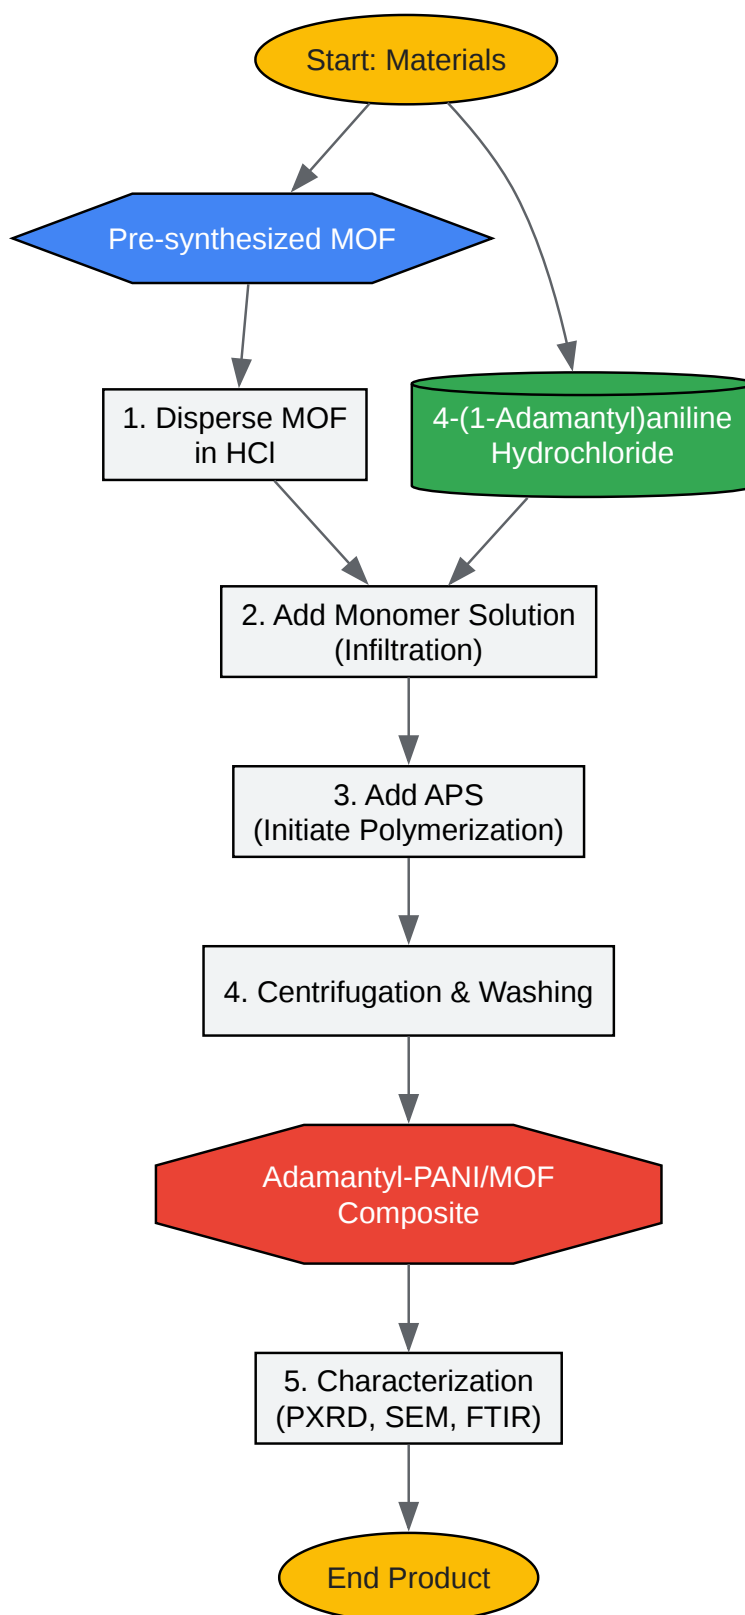 Start: Materials
Pre-synthesized MOF
1. Disperse MOF
in HCl
4-(1-Adamantyl)aniline
Hydrochloride
2. Add Monomer Solution
(Infiltration)
3. Add APS
(Initiate Polymerization)
4. Centrifugation & Washing
Adamantyl-PANI/MOF
Composite
5. Characterization
(PXRD, SEM, FTIR)
End Product